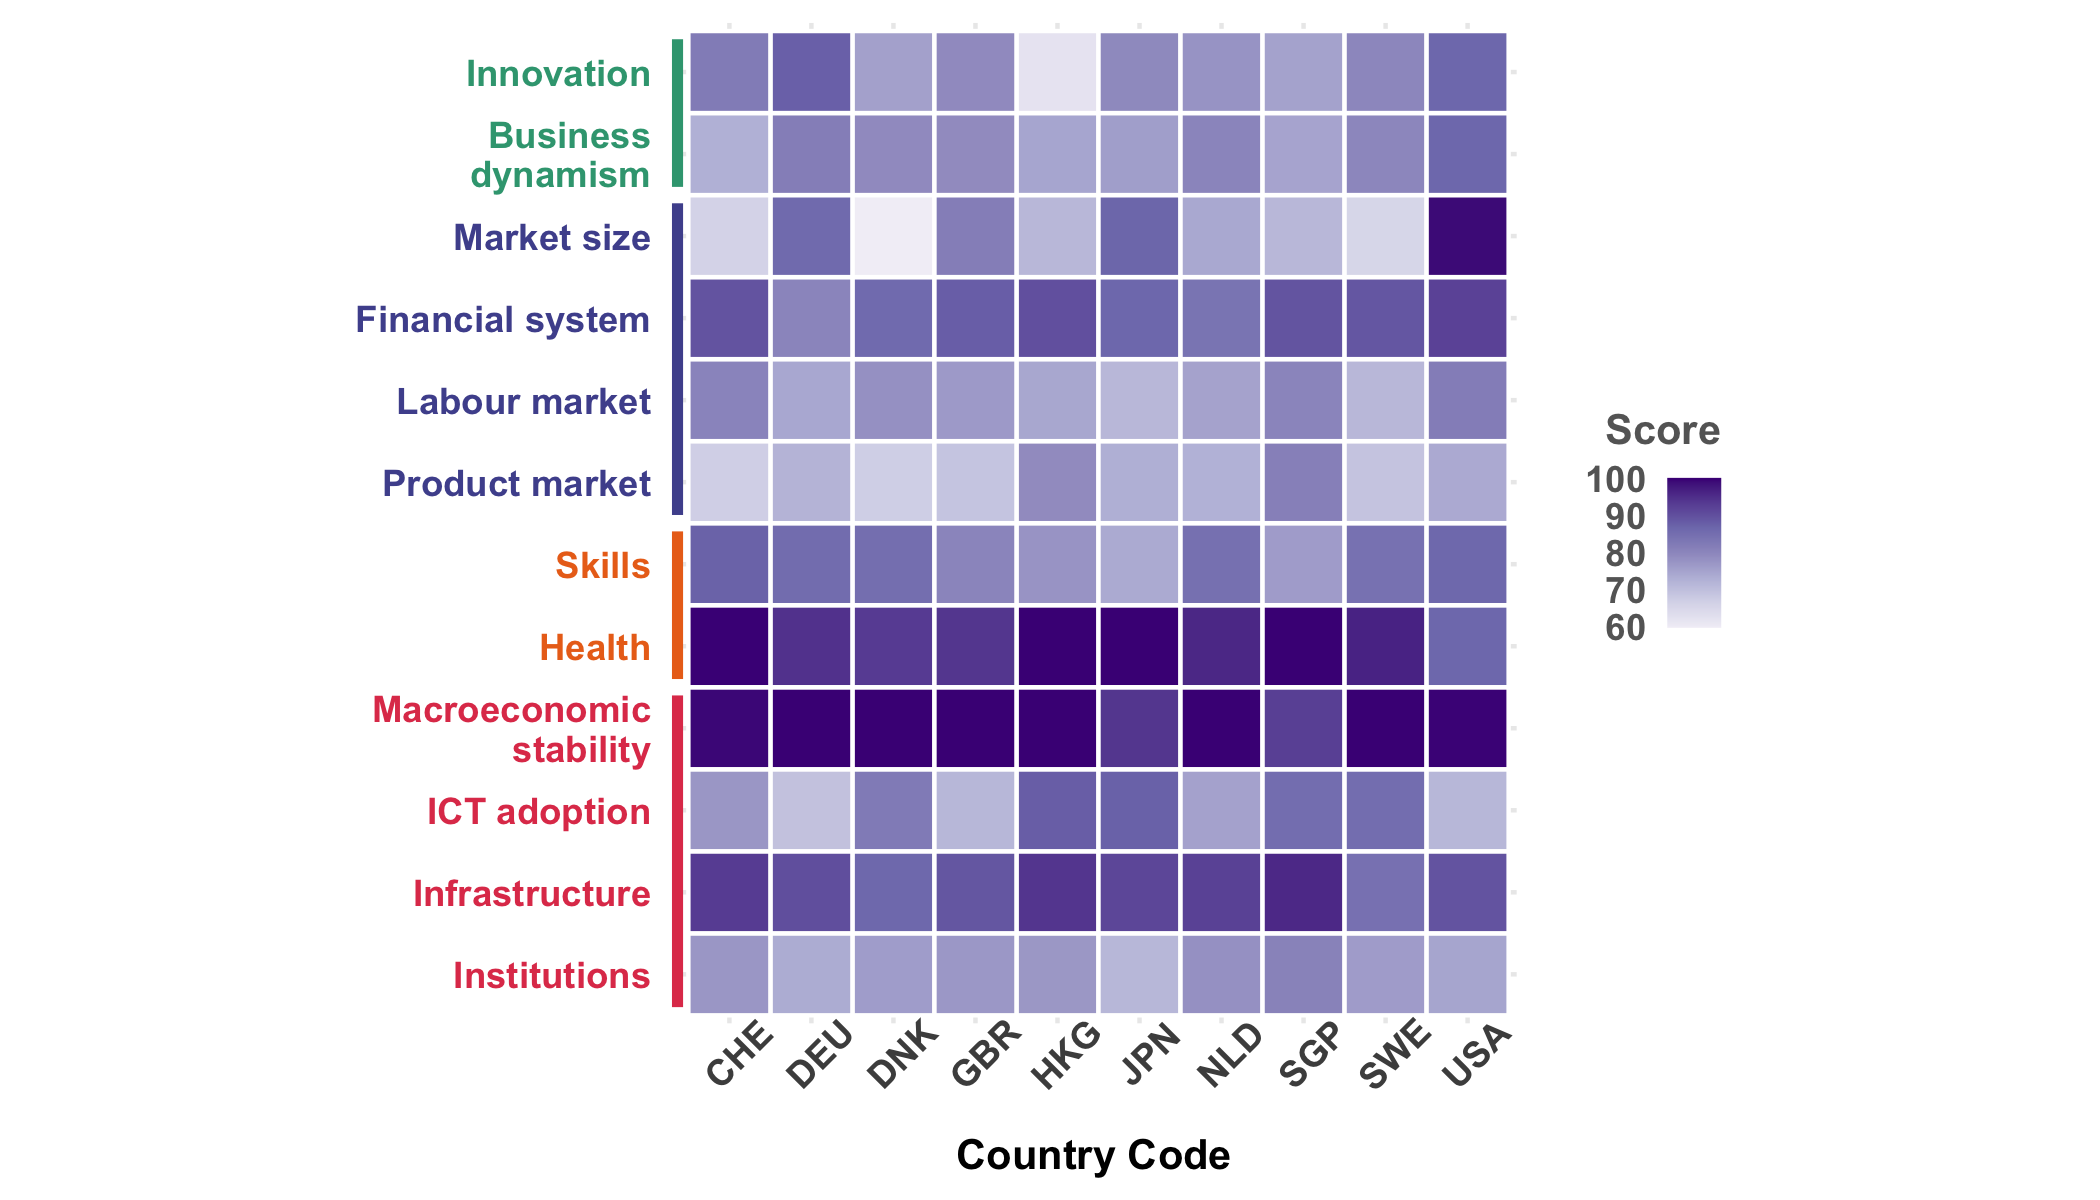 Innovation
Business
dynamism
Market size
Financial system
Labour market
Product market
Skills
Health
Macroeconomic
stability
ICT adoption
Infrastructure
Institutions
CHE
DEU
DNK
GBR
HKG
JPN
NLD
SGP
SWE
USA
Country Code
Score
100
90
80
70
60